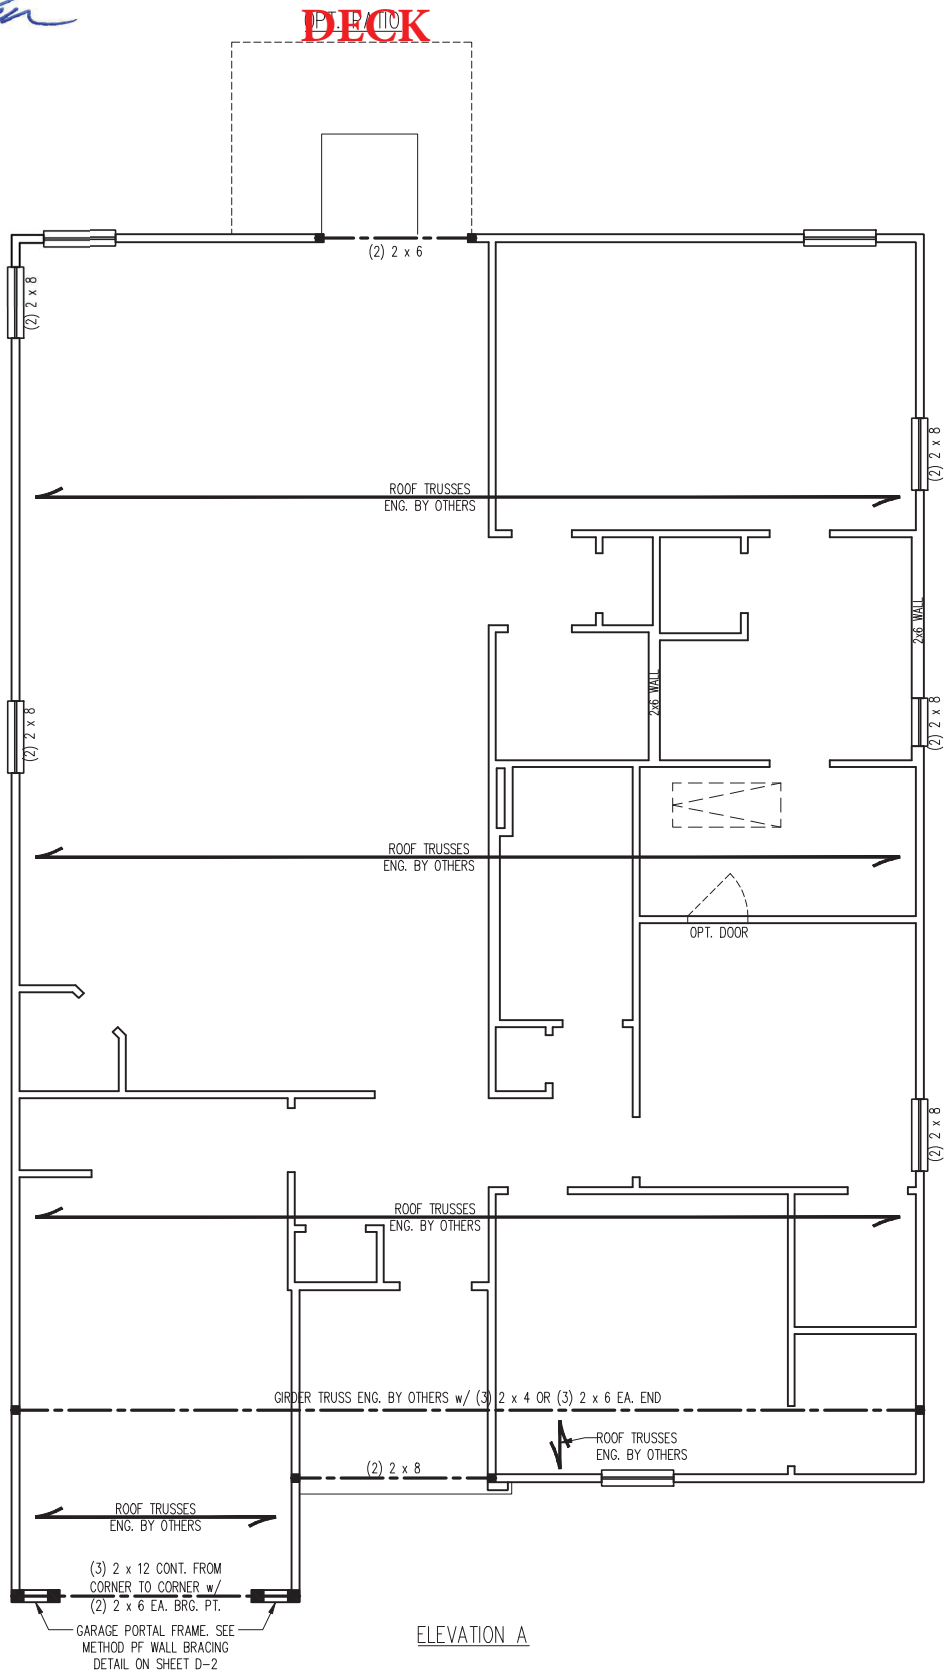 OPT. PATIO
DECK
(2) 2 x 6
(2) 2 x 8
(2) 2 x 8
ROOF TRUSSES
ENG. BY OTHERS
2x6 WALL
2x6 WALL
(2) 2 x 8
(2) 2 x 8
ROOF TRUSSES
ENG. BY OTHERS
OPT. DOOR
(2) 2 x 8
ROOF TRUSSES
ENG. BY OTHERS
GIRDER TRUSS ENG. BY OTHERS w/ (3) 2 x 4 OR (3) 2 x 6 EA. END
ROOF TRUSSES
ENG. BY OTHERS
(2) 2 x 8
ROOF TRUSSES
ENG. BY OTHERS
(3) 2 x 12 CONT. FROM
CORNER TO CORNER w/
(2) 2 x 6 EA. BRG. PT.
GARAGE PORTAL FRAME. SEE
METHOD PF WALL BRACING
DETAIL ON SHEET D-2
ELEVATION A